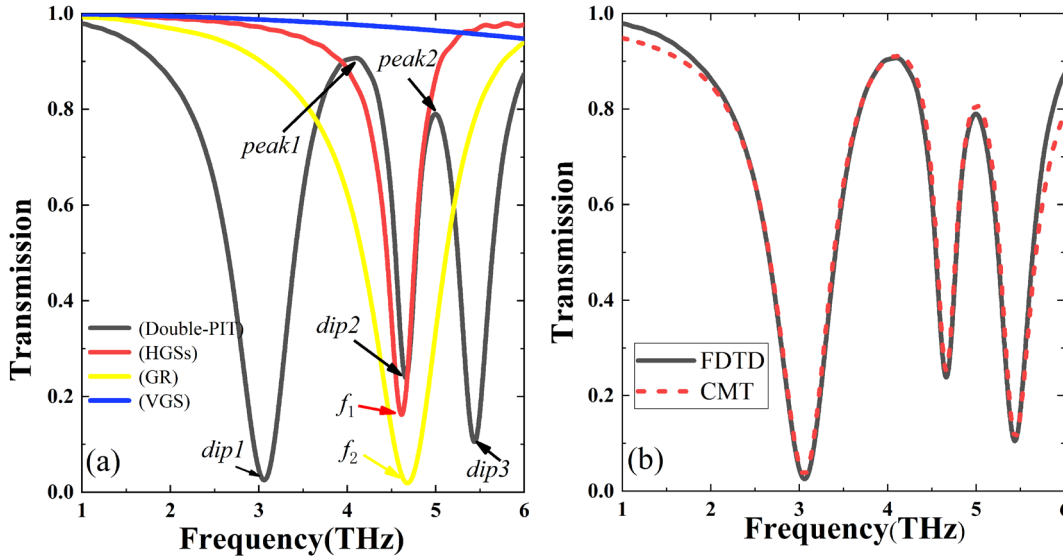 1.0
0.8
0.6
0.4
0.2
0.0
1
2
3
4
5
6
Transmission
Frequency(THz)
peak1
peak2
dip1
dip2
dip3
f1
f2
(Double-PIT)
(HGSs)
(GR)
(VGS)
(a)
1.0
0.8
0.6
0.4
0.2
0.0
1
2
3
4
5
6
Transmission
Frequency(THz)
FDTD
CMT
(b)